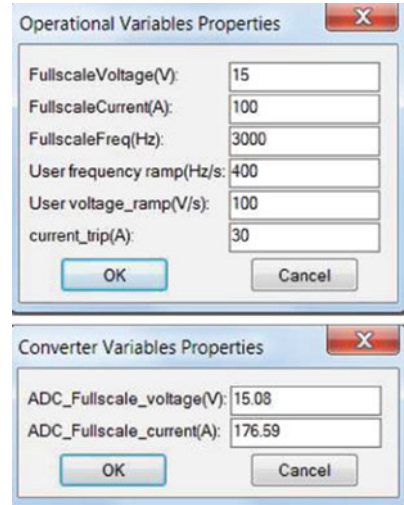 Operational Variables Properties
FullscaleVoltage(V): 15
FullscaleCurrent(A): 100
FullscaleFreq(Hz): 3000
User frequency ramp(Hz/s: 400
User voltage_ramp(V/s): 100
current_trip(A): 30
OK Cancel
Converter Variables Properties
ADC_Fullscale_voltage(V): 15.08
ADC_Fullscale_current(A): 176.59
OK Cancel